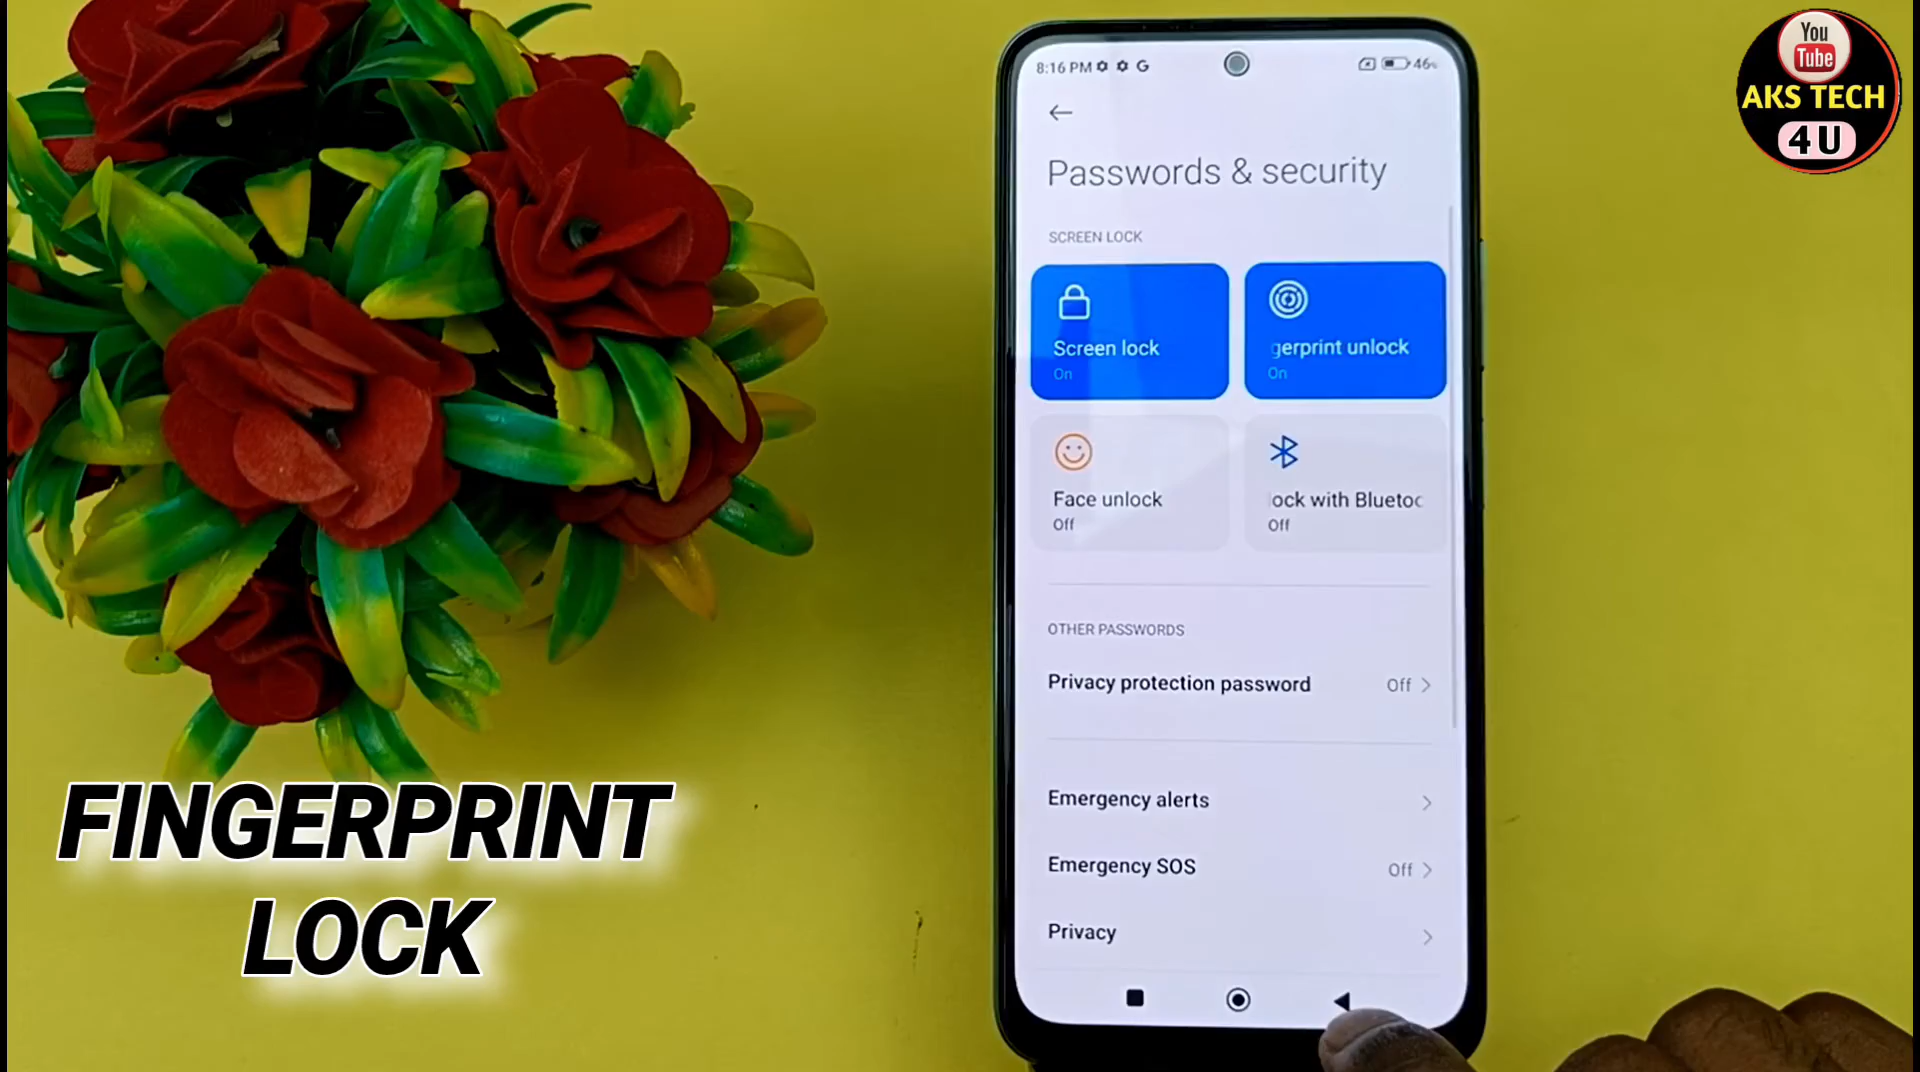 You
Tube
AKS TECH
4U
8:16 PM G
46%
Passwords & security
SCREEN LOCK
Screen lock
On
gerprint unlock
On
Face unlock
Off
ock with Bluetoc
Off
OTHER PASSWORDS
Privacy protection password
Off
Emergency alerts
Emergency SOS
Off
Privacy
FINGERPRINT
LOCK